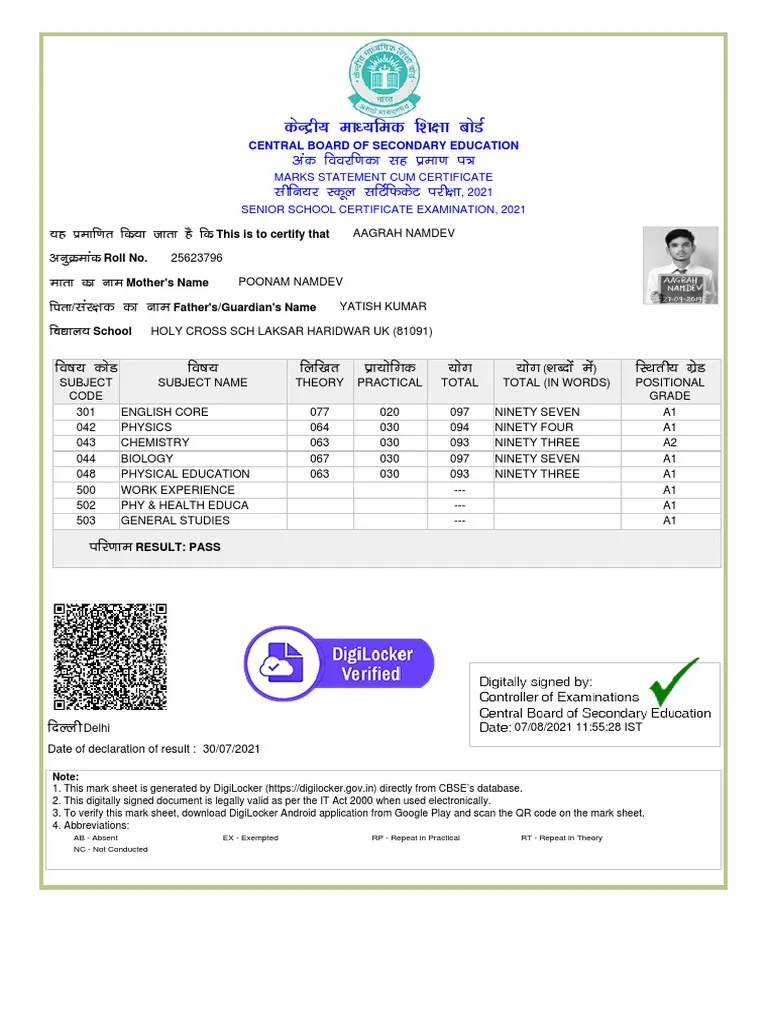 केन्द्रीय माध्यमिक शिक्षा बोर्ड
भारत
असतो मा सद्गमय
केन्द्रीय माध्यमिक शिक्षा बोर्ड
CENTRAL BOARD OF SECONDARY EDUCATION
अंक विवरणिका सह प्रमाण पत्र
MARKS STATEMENT CUM CERTIFICATE
सीनियर स्कूल सर्टिफिकेट परीक्षा, 2021
SENIOR SCHOOL CERTIFICATE EXAMINATION, 2021
यह प्रमाणित किया जाता है कि This is to certify that AAGRAH NAMDEV
अनुक्रमांक Roll No. 25623796
माता का नाम Mother's Name POONAM NAMDEV
पिता/संरक्षक का नाम Father's/Guardian's Name YATISH KUMAR
विद्यालय School HOLY CROSS SCH LAKSAR HARIDWAR UK (81091)
AAGRAH
NAMDEV
27-09-2019
विषय कोड विषय लिखित प्रायोगिक योग योग (शब्दों में) स्थितीय ग्रेड
SUBJECT SUBJECT NAME THEORY PRACTICAL TOTAL TOTAL (IN WORDS) POSITIONAL
CODE GRADE
301 ENGLISH CORE 077 020 097 NINETY SEVEN A1
042 PHYSICS 064 030 094 NINETY FOUR A1
043 CHEMISTRY 063 030 093 NINETY THREE A2
044 BIOLOGY 067 030 097 NINETY SEVEN A1
048 PHYSICAL EDUCATION 063 030 093 NINETY THREE A1
500 WORK EXPERIENCE --- A1
502 PHY & HEALTH EDUCA --- A1
503 GENERAL STUDIES --- A1
परिणाम RESULT: PASS
DigiLocker
Verified
Digitally signed by:
Controller of Examinations
Central Board of Secondary Education
Date: 07/08/2021 11:55:28 IST
दिल्ली Delhi
Date of declaration of result : 30/07/2021
Note:
1. This mark sheet is generated by DigiLocker (https://digilocker.gov.in) directly from CBSE's database.
2. This digitally signed document is legally valid as per the IT Act 2000 when used electronically.
3. To verify this mark sheet, download DigiLocker Android application from Google Play and scan the QR code on the mark sheet.
4. Abbreviations:
AB - Absent EX - Exempted RP - Repeat in Practical RT - Repeat in Theory
NC - Not Conducted